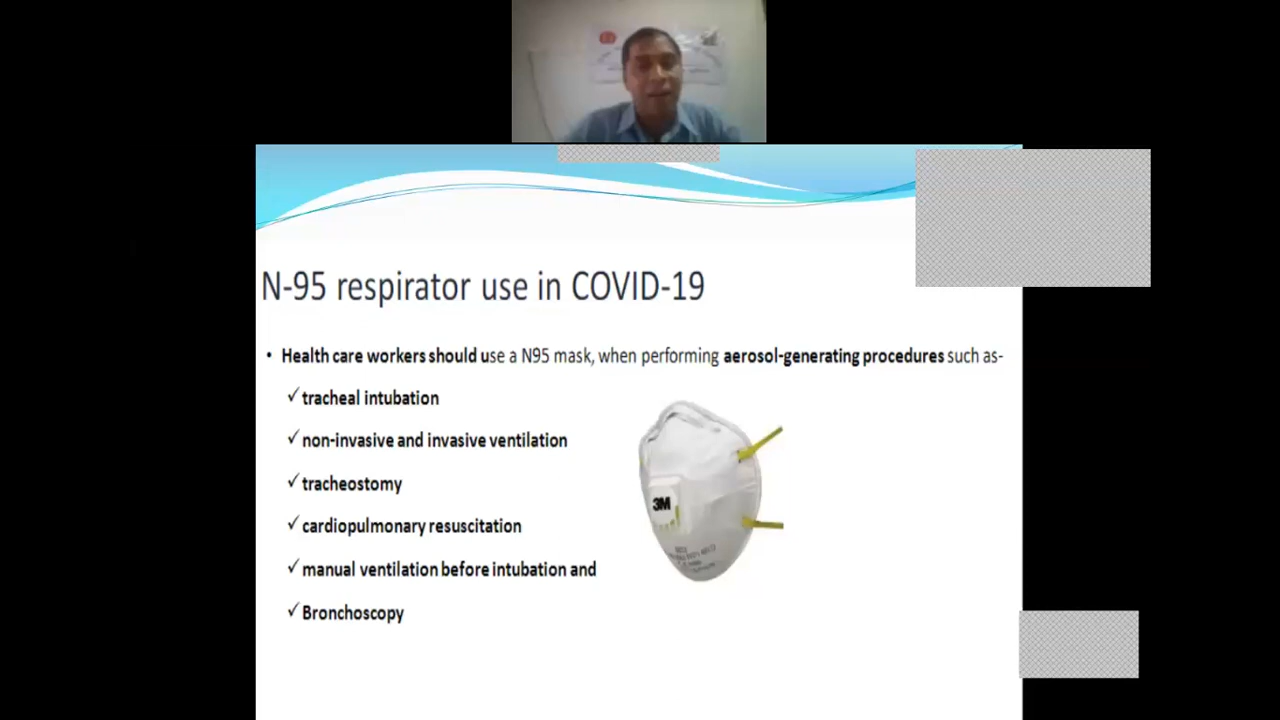 N-95 respirator use in COVID-19
• Health care workers should use a N95 mask, when performing aerosol-generating procedures such as-
✓tracheal intubation
✓non-invasive and invasive ventilation
✓tracheostomy
✓cardiopulmonary resuscitation
3M
✓manual ventilation before intubation and
✓Bronchoscopy